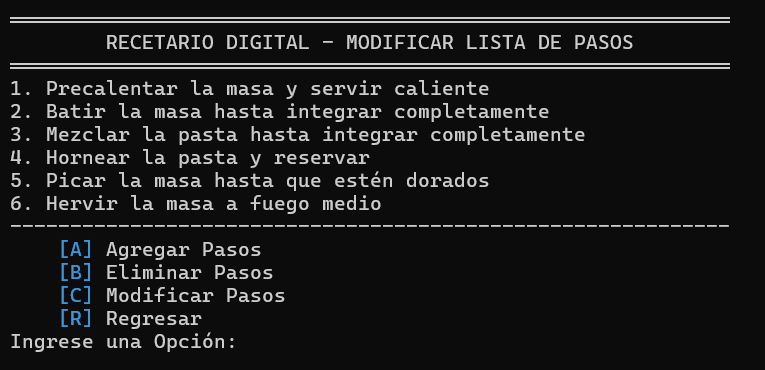 RECETARIO DIGITAL - MODIFICAR LISTA DE PASOS
1. Precalentar la masa y servir caliente
2. Batir la masa hasta integrar completamente
3. Mezclar la pasta hasta integrar completamente
4. Hornear la pasta y reservar
5. Picar la masa hasta que estén dorados
6. Hervir la masa a fuego medio
[A] Agregar Pasos
[B] Eliminar Pasos
[C] Modificar Pasos
[R] Regresar
Ingrese una Opción: